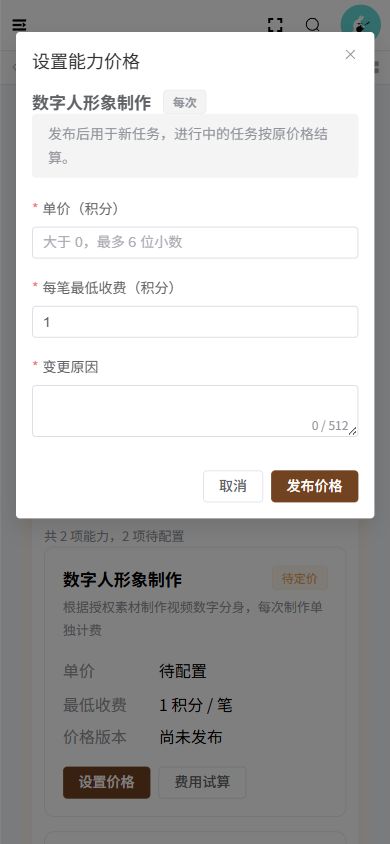 设置能力价格
数字人形象制作 每次
发布后用于新任务，进行中的任务按原价格结
算。
* 单价（积分）
大于 0，最多 6 位小数
* 每笔最低收费（积分）
1
* 变更原因
0 / 512
取消 发布价格
共 2 项能力，2 项待配置
数字人形象制作 待定价
根据授权素材制作视频数字分身，每次制作单
独计费
单价 待配置
最低收费 1 积分 / 笔
价格版本 尚未发布
设置价格 费用试算